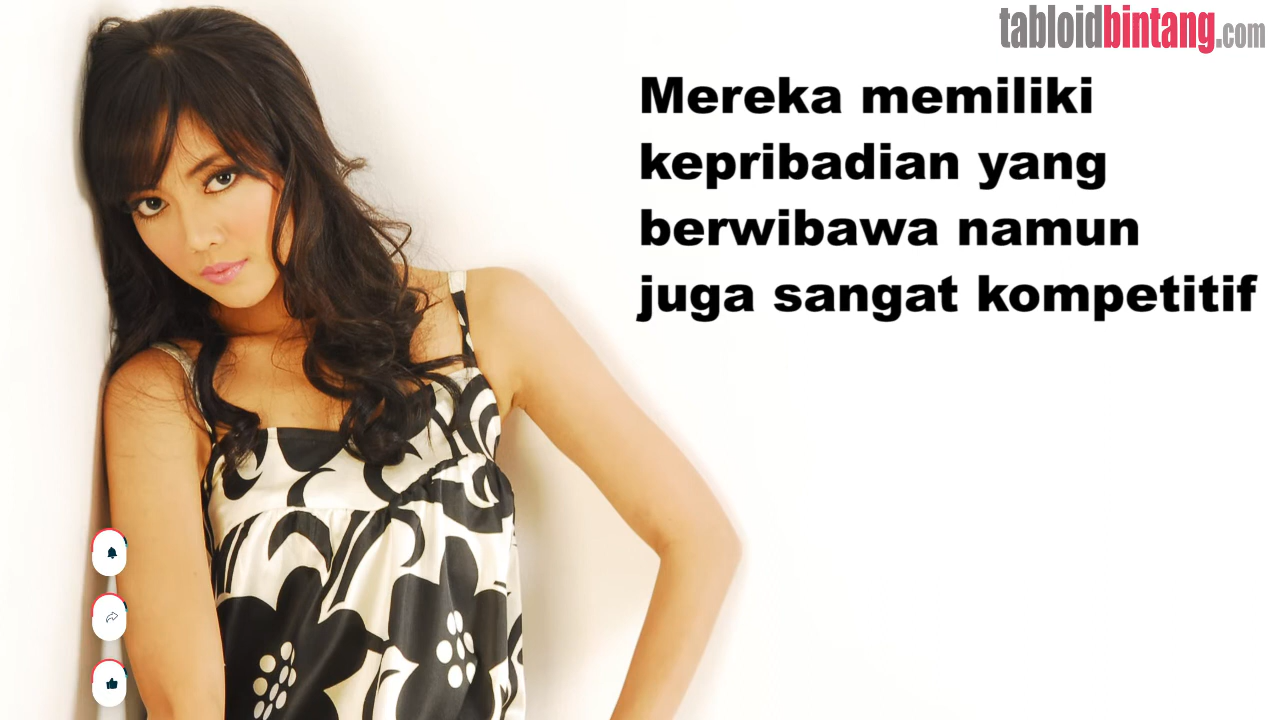 tabloidbintang.com
Mereka memiliki
kepribadian yang
berwibawa namun
juga sangat kompetitif